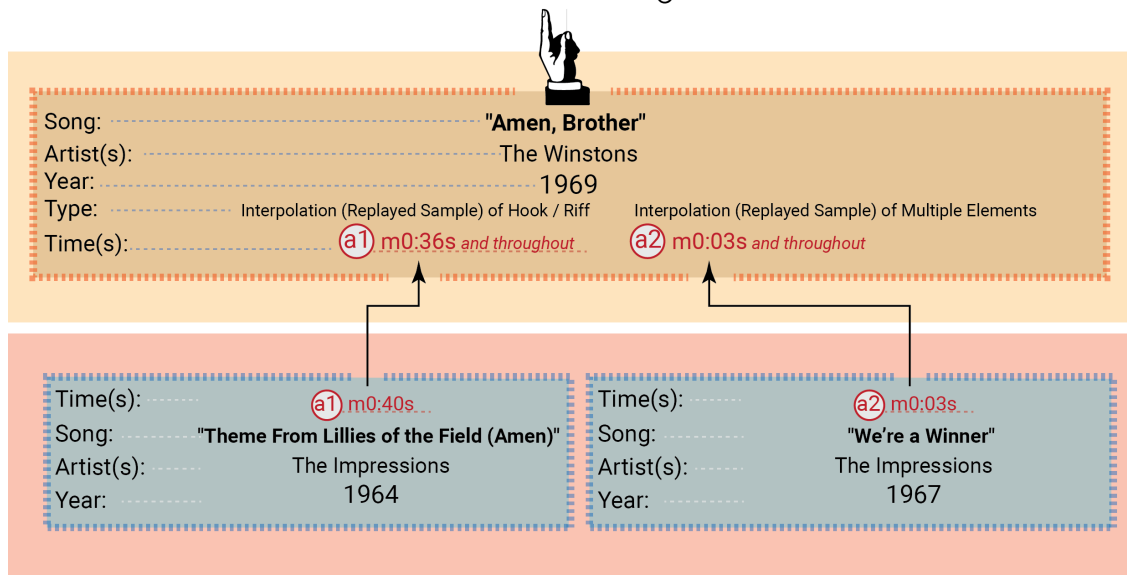 Song: "Amen, Brother"
Artist(s): The Winstons
Year: 1969
Type: Interpolation (Replayed Sample) of Hook / Riff Interpolation (Replayed Sample) of Multiple Elements
Time(s): a1 m0:36s and throughout a2 m0:03s and throughout
Time(s): a1 m0:40s
Song: "Theme From Lillies of the Field (Amen)"
Artist(s): The Impressions
Year: 1964
Time(s): a2 m0:03s
Song: "We’re a Winner"
Artist(s): The Impressions
Year: 1967